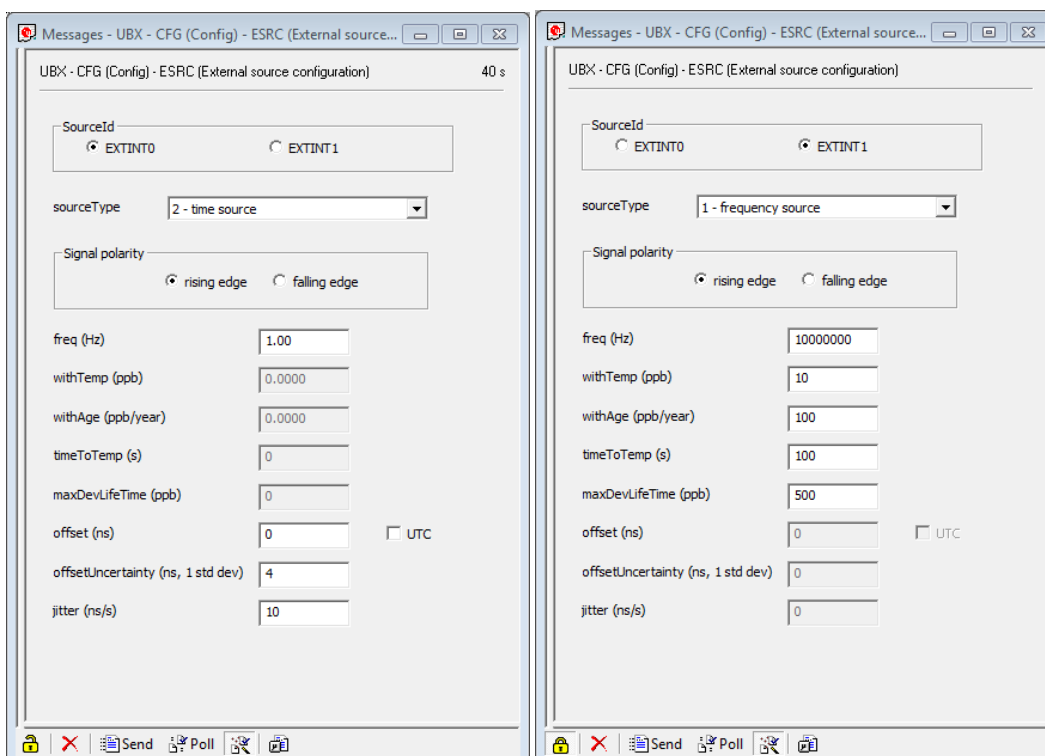 Messages - UBX - CFG (Config) - ESRC (External source...
UBX - CFG (Config) - ESRC (External source configuration) 40 s
SourceId
EXTINT0 EXTINT1
sourceType 2 - time source
Signal polarity
rising edge falling edge
freq (Hz) 1.00
withTemp (ppb) 0.0000
withAge (ppb/year) 0.0000
timeToTemp (s) 0
maxDevLifeTime (ppb) 0
offset (ns) 0 UTC
offsetUncertainty (ns, 1 std dev) 4
jitter (ns/s) 10
Send Poll
Messages - UBX - CFG (Config) - ESRC (External source...
UBX - CFG (Config) - ESRC (External source configuration)
SourceId
EXTINT0 EXTINT1
sourceType 1 - frequency source
Signal polarity
rising edge falling edge
freq (Hz) 10000000
withTemp (ppb) 10
withAge (ppb/year) 100
timeToTemp (s) 100
maxDevLifeTime (ppb) 500
offset (ns) 0 UTC
offsetUncertainty (ns, 1 std dev) 0
jitter (ns/s) 0
Send Poll